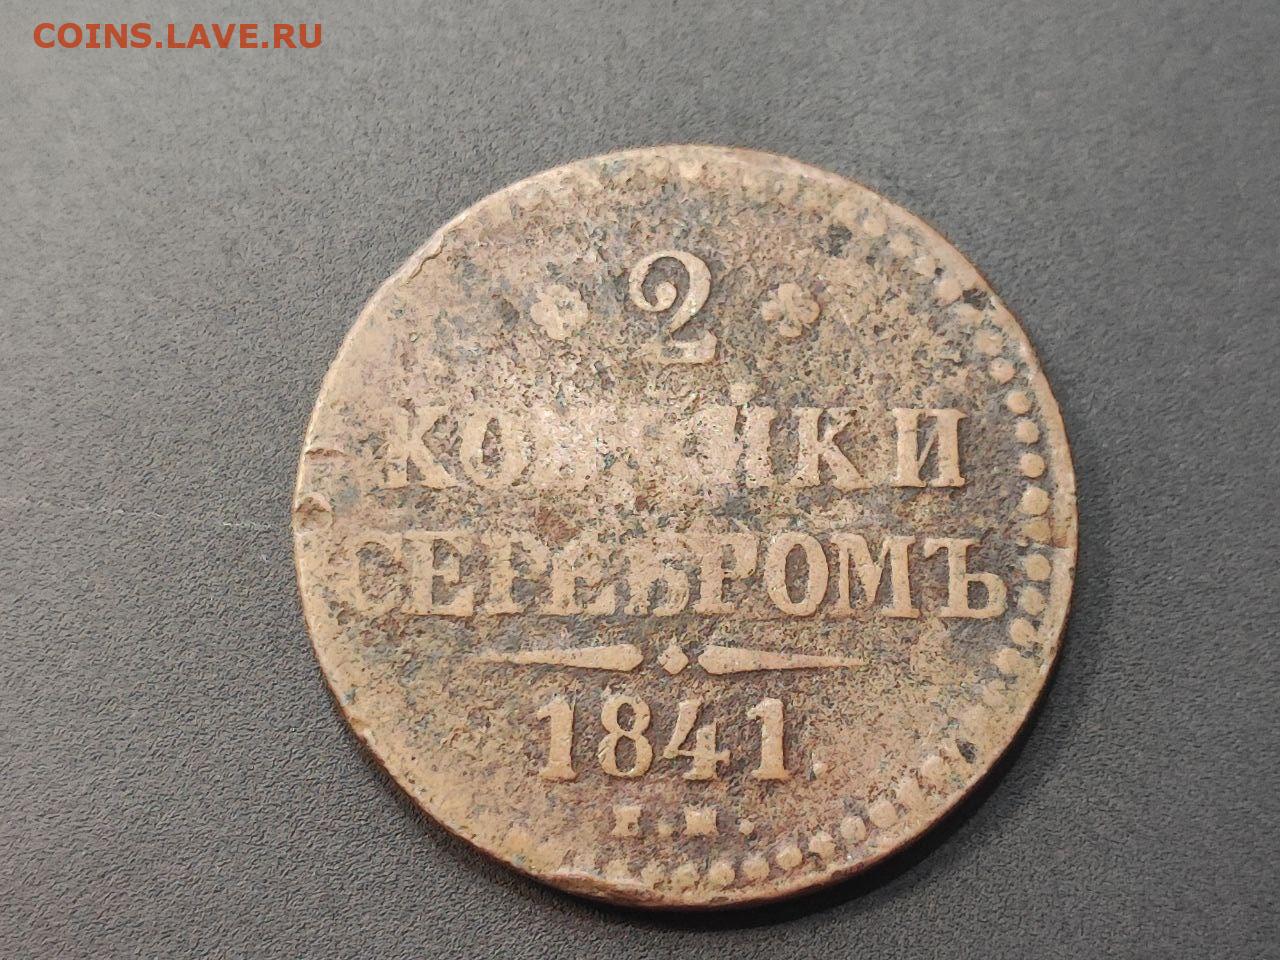 COINS.LAVE.RU
2
КОПѢЙКИ
СЕРЕБРОМЪ
1841.
Е.М.